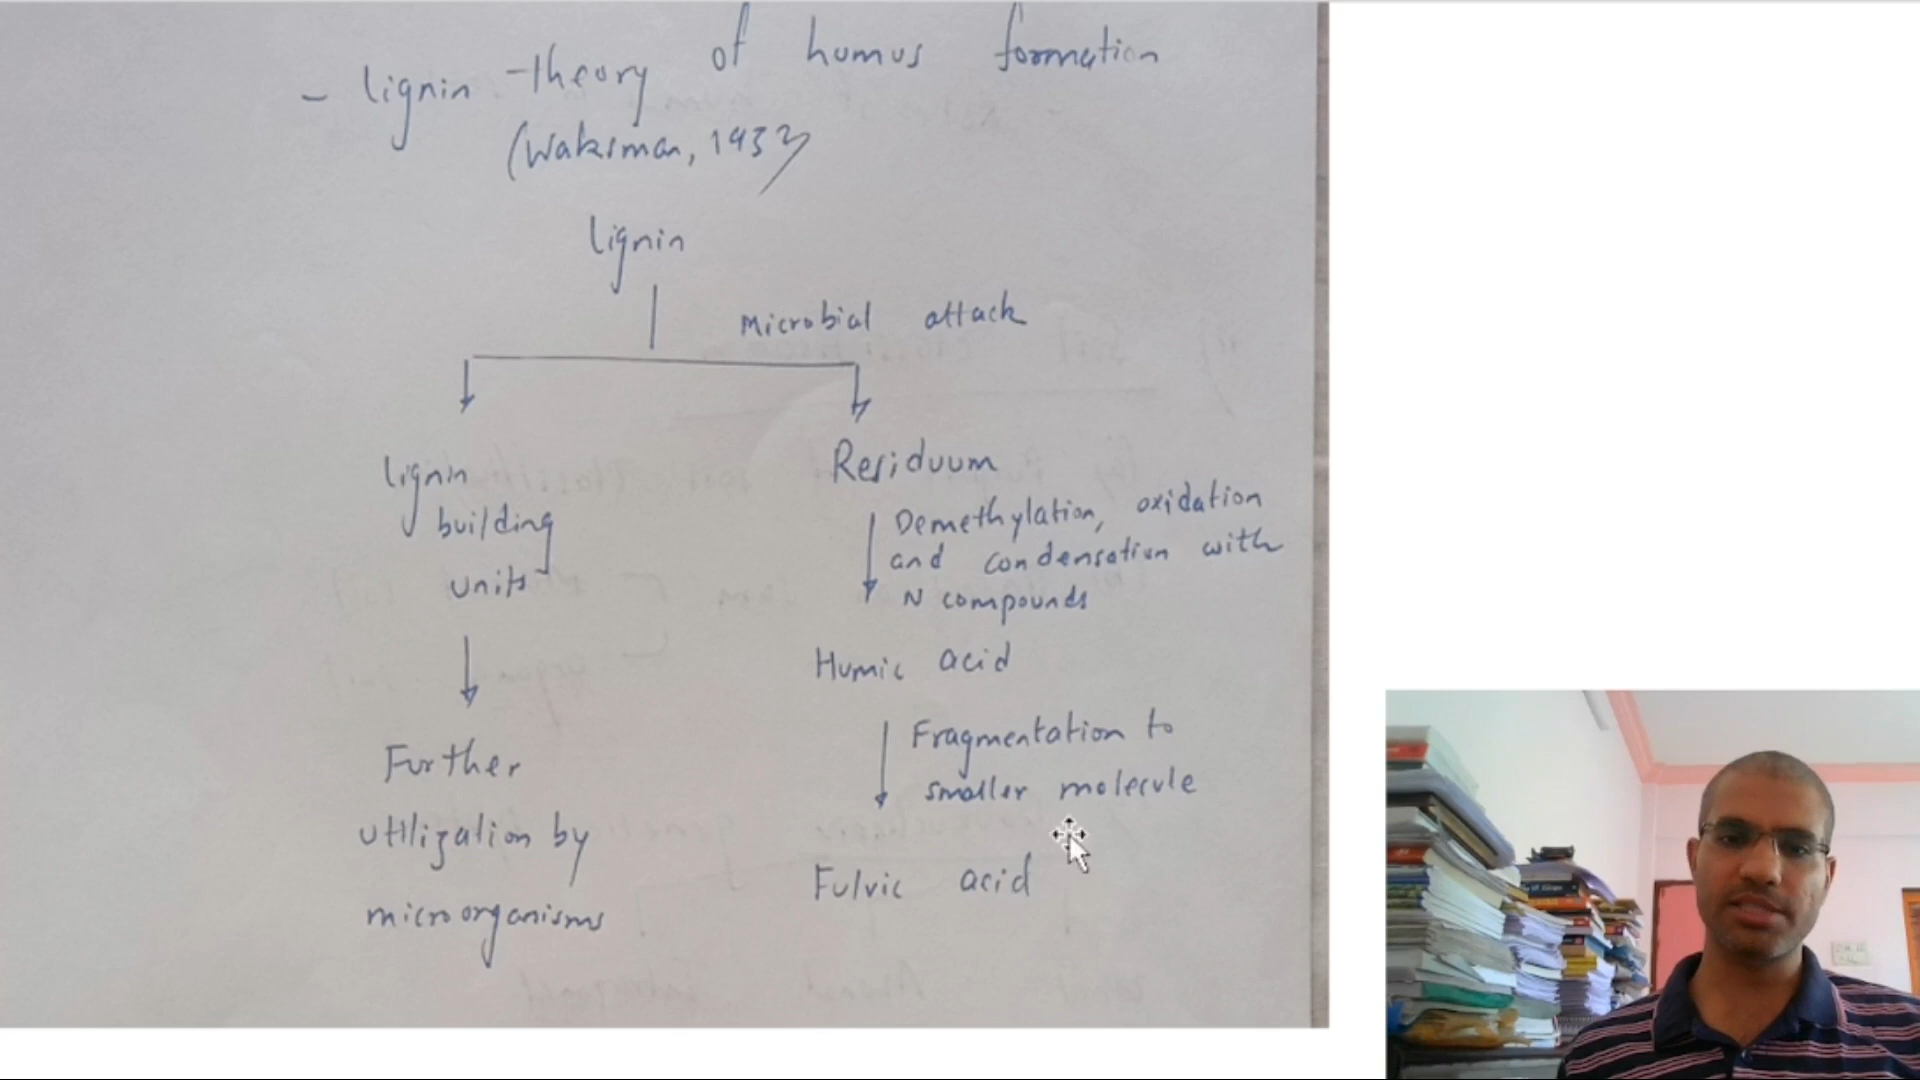 - lignin - theory of humus formation
(Waksman, 1932)
lignin
Microbial attack
lignin
building
units
Further
utilization by
microorganisms
Residuum
Demethylation, oxidation
and condensation with
N compounds
Humic acid
Fragmentation to
smaller molecule
Fulvic acid